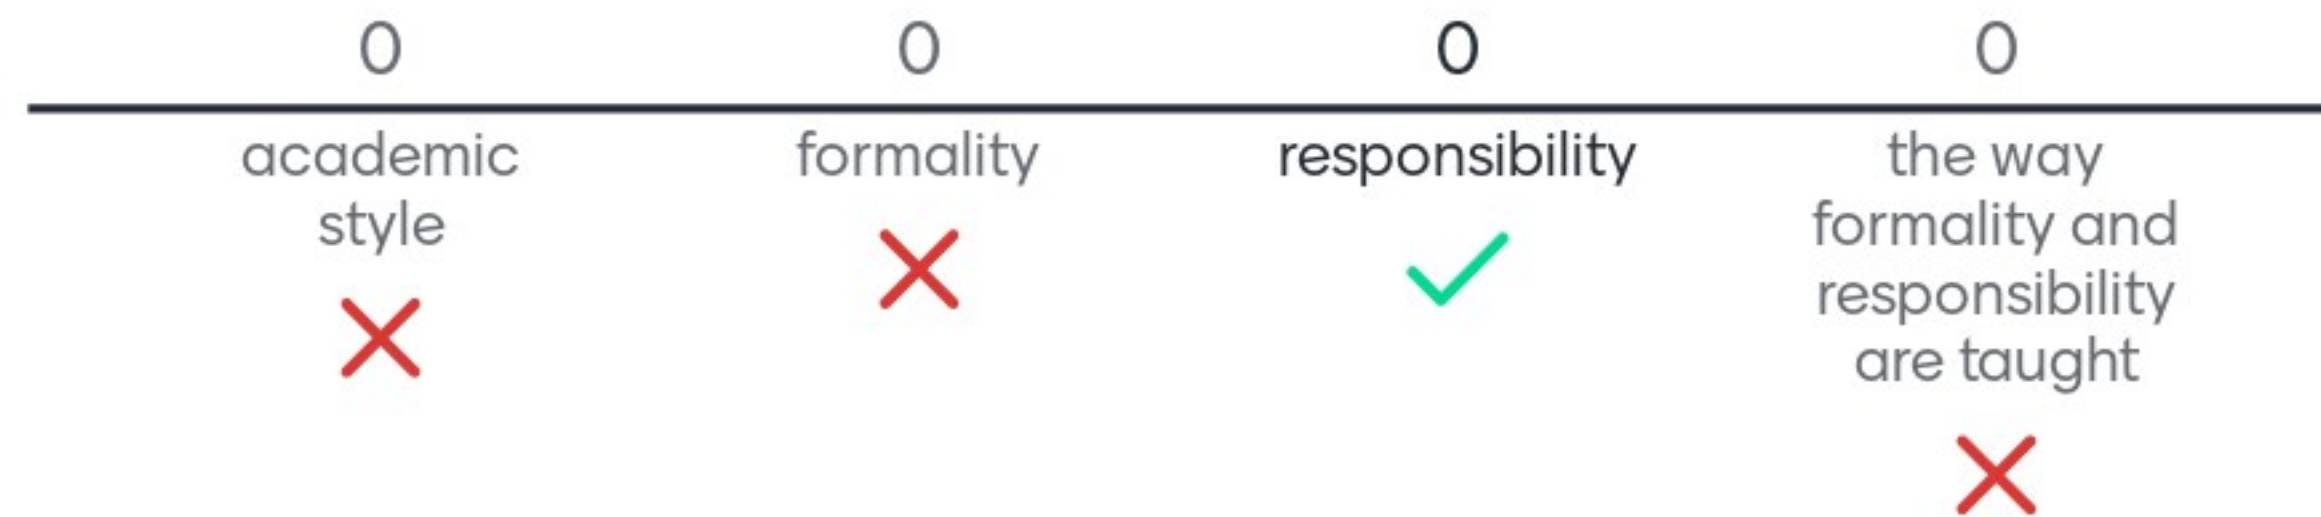 0 0 0 0
academic formality responsibility the way
style formality and
responsibility
are taught